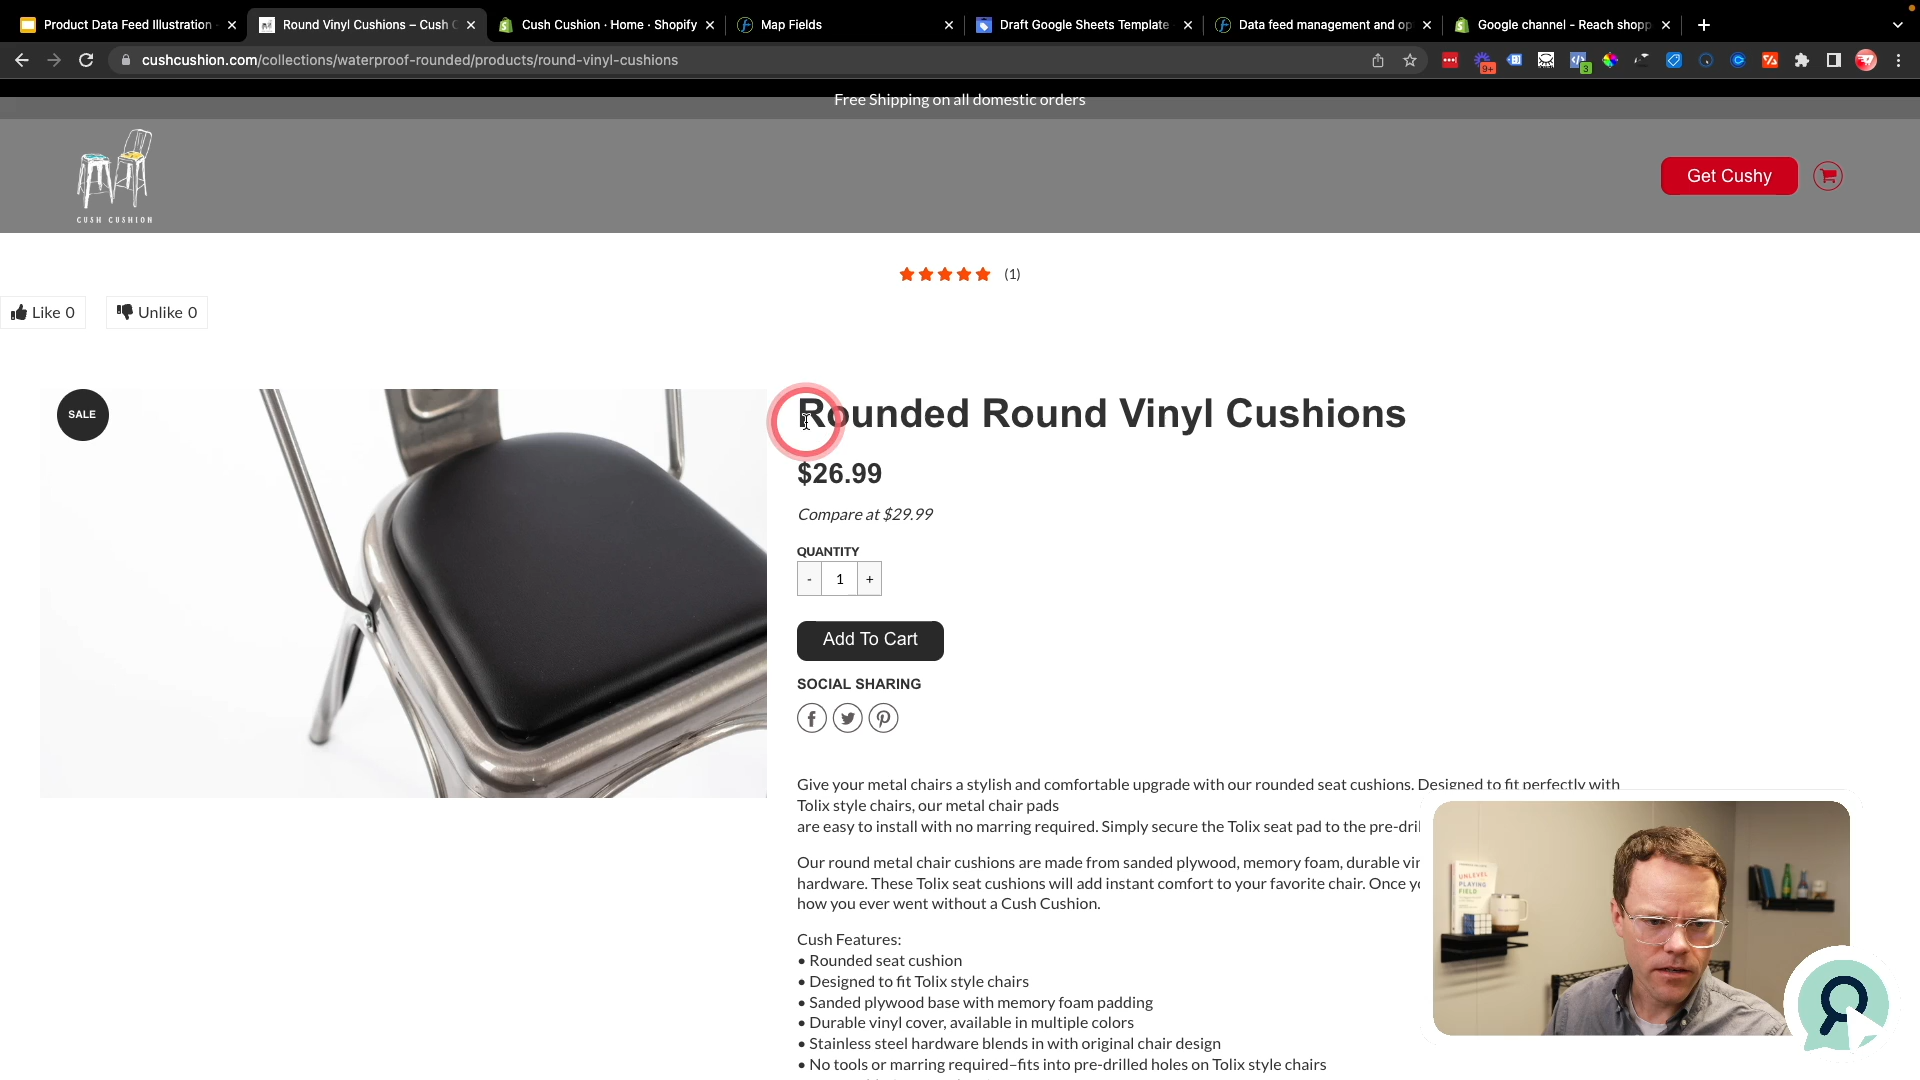 Product Data Feed Illustration
Round Vinyl Cushions – Cush C
Cush Cushion · Home · Shopify
Map Fields
Draft Google Sheets Template
Data feed management and op
Google channel - Reach shopp
cushcushion.com/collections/waterproof-rounded/products/round-vinyl-cushions
9+
3
Free Shipping on all domestic orders
CUSH CUSHION
Get Cushy
(1)
Like 0
Unlike 0
SALE
Rounded Round Vinyl Cushions
$26.99
Compare at $29.99
QUANTITY
- 1 +
Add To Cart
SOCIAL SHARING
Give your metal chairs a stylish and comfortable upgrade with our rounded seat cushions. Designed to fit perfectly with
Tolix style chairs, our metal chair pads
are easy to install with no marring required. Simply secure the Tolix seat pad to the pre-dril
Our round metal chair cushions are made from sanded plywood, memory foam, durable vin
hardware. These Tolix seat cushions will add instant comfort to your favorite chair. Once yo
how you ever went without a Cush Cushion.
Cush Features:
• Rounded seat cushion
• Designed to fit Tolix style chairs
• Sanded plywood base with memory foam padding
• Durable vinyl cover, available in multiple colors
• Stainless steel hardware blends in with original chair design
• No tools or marring required–fits into pre-drilled holes on Tolix style chairs
UNLEVEL
PLAYING
FIELD